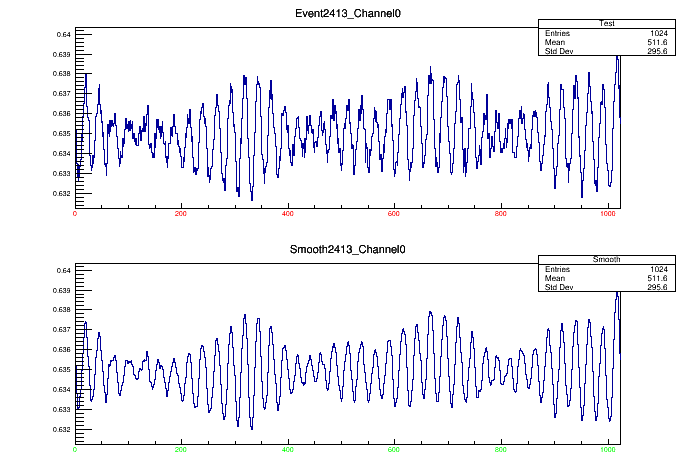 Event2413_Channel0
Test
Entries 1024
Mean 511.6
Std Dev 295.6
0.64
0.639
0.638
0.637
0.636
0.635
0.634
0.633
0.632
0 200 400 600 800 1000
Smooth2413_Channel0
Smooth
Entries 1024
Mean 511.6
Std Dev 295.6
0.64
0.639
0.638
0.637
0.636
0.635
0.634
0.633
0.632
0 200 400 600 800 1000